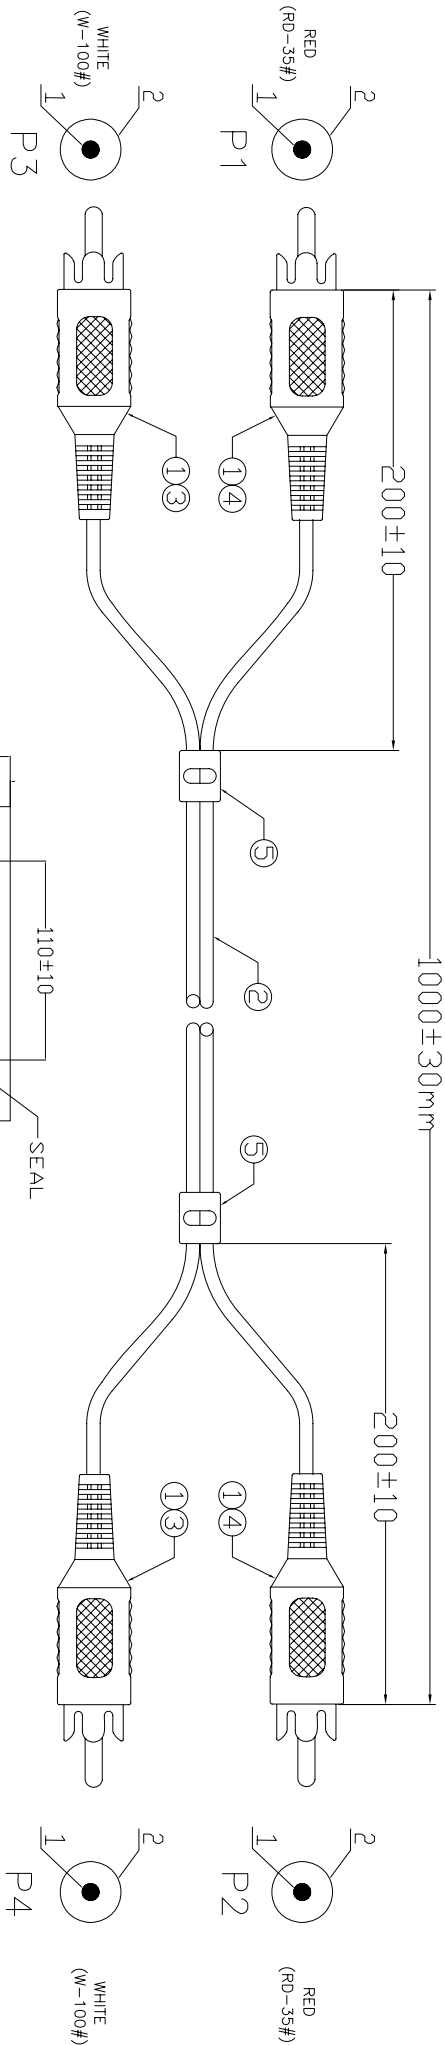 1000±30mm
200±10
200±10
RED
(RD-35#)
2
1
P1
①④
⑤
②
⑤
①④
2
1
P2
RED
(RD-35#)
WHITE
(W-100#)
2
1
P3
①③
①③
2
1
P4
WHITE
(W-100#)
110±10
SEAL